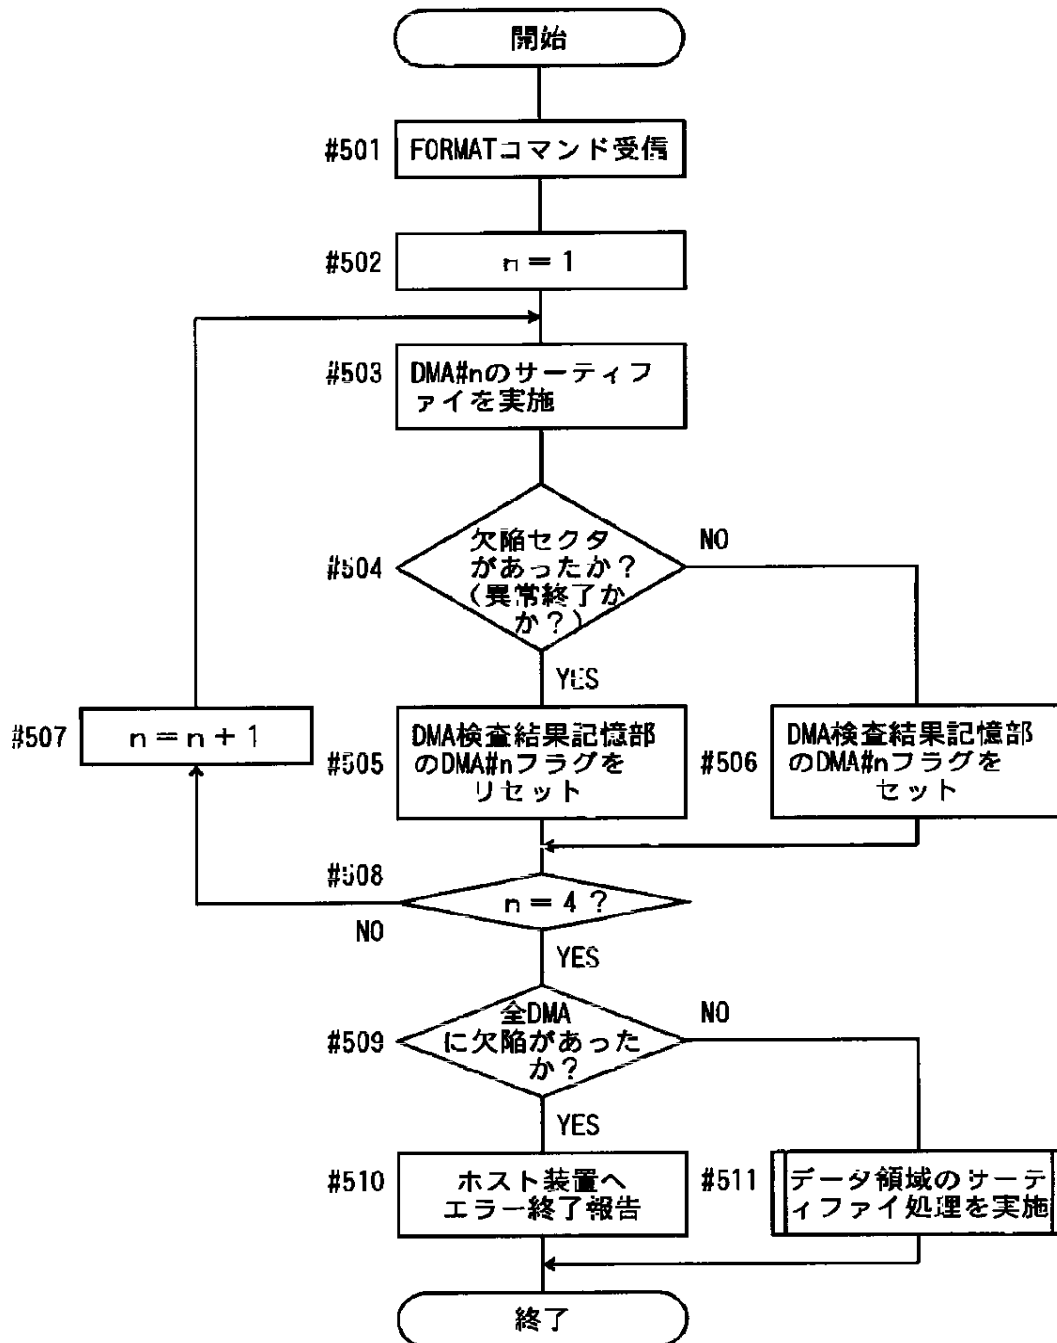 開始
#501
FORMATコマンド受信
#502
n = 1
#503
DMA#nのサーティフ
ァイを実施
#504
欠陥セクタ
があったか?
(異常終了か
か?)
NO
YES
#507
n = n + 1
#505
DMA検査結果記憶部
のDMA#nフラグを
リセット
#506
DMA検査結果記憶部
のDMA#nフラグを
セット
#508
n = 4 ?
NO
YES
#509
全DMA
に欠陥があった
か?
NO
YES
#510
ホスト装置へ
エラー終了報告
#511
データ領域のサーテ
ィファイ処理を実施
終了